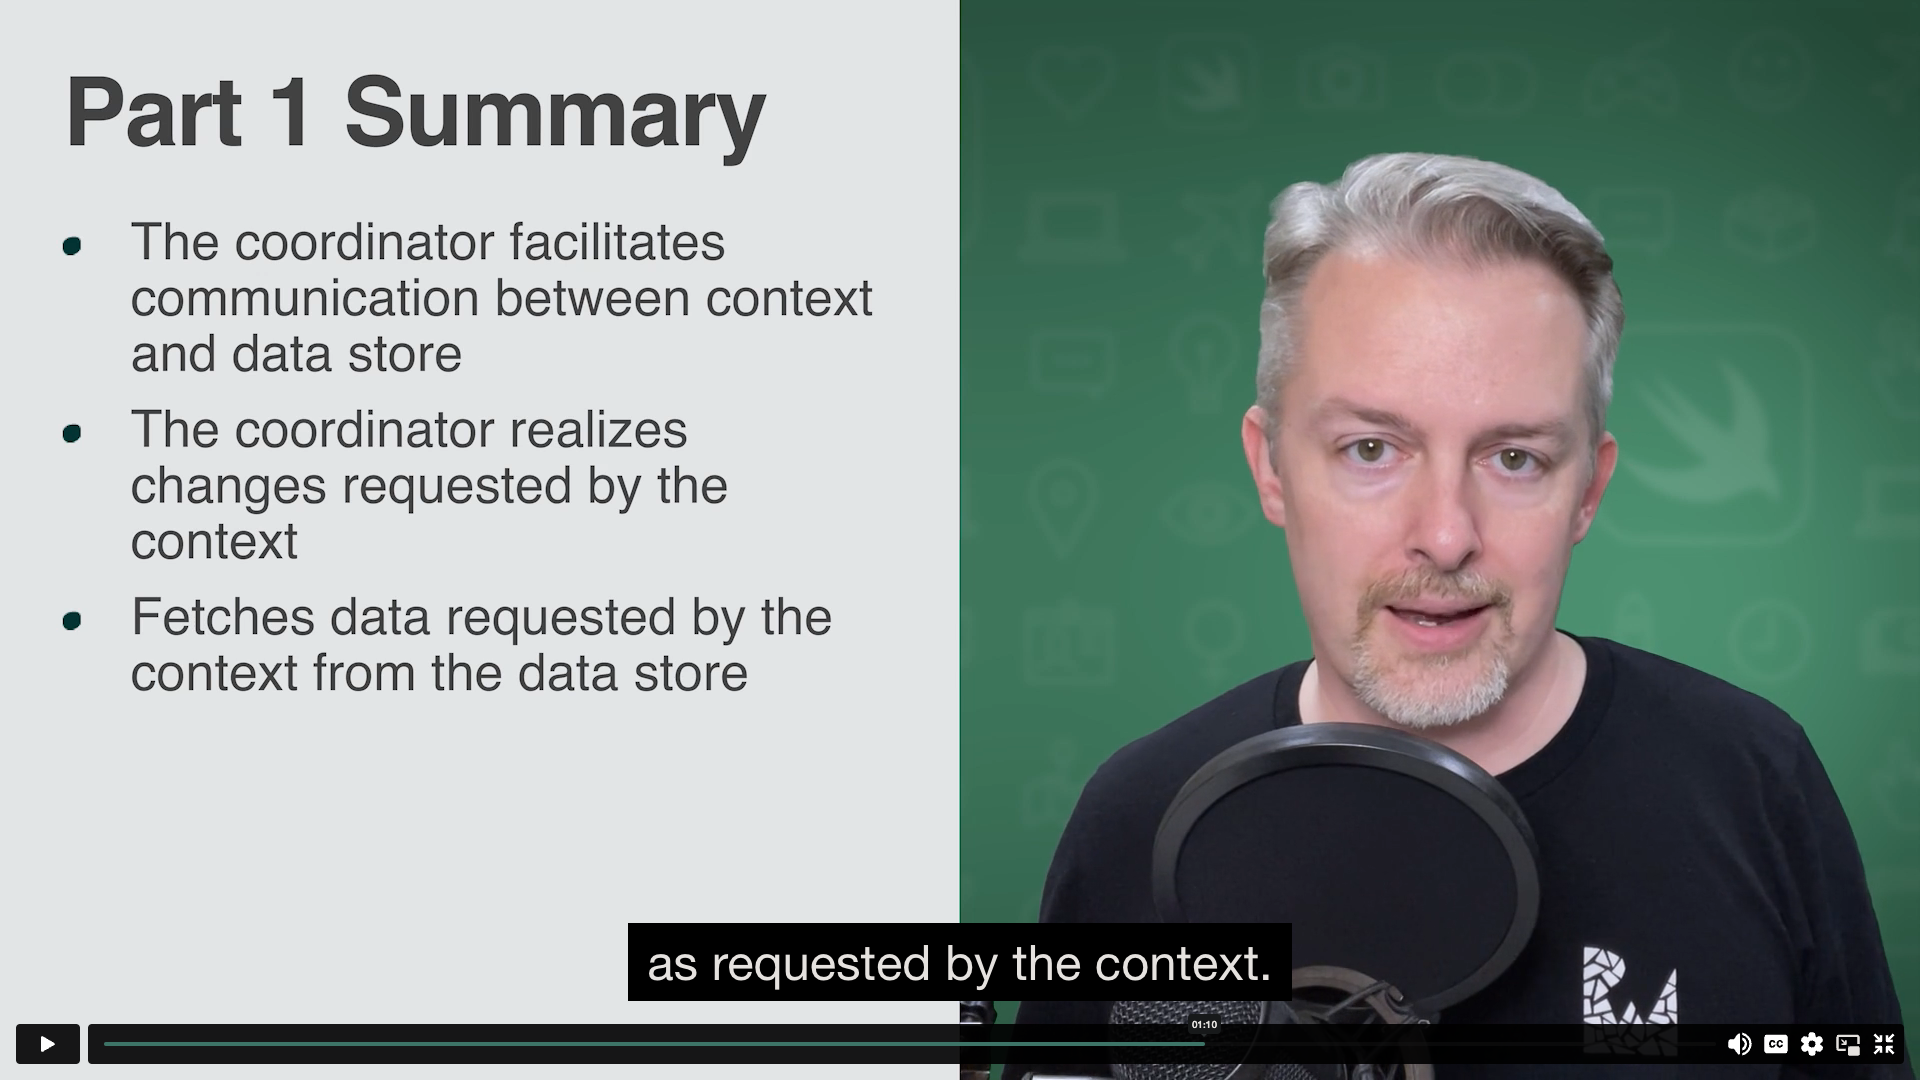 Part 1 Summary
The coordinator facilitates
communication between context
and data store
The coordinator realizes
changes requested by the
context
Fetches data requested by the
context from the data store
as requested by the context.
01:10
CC